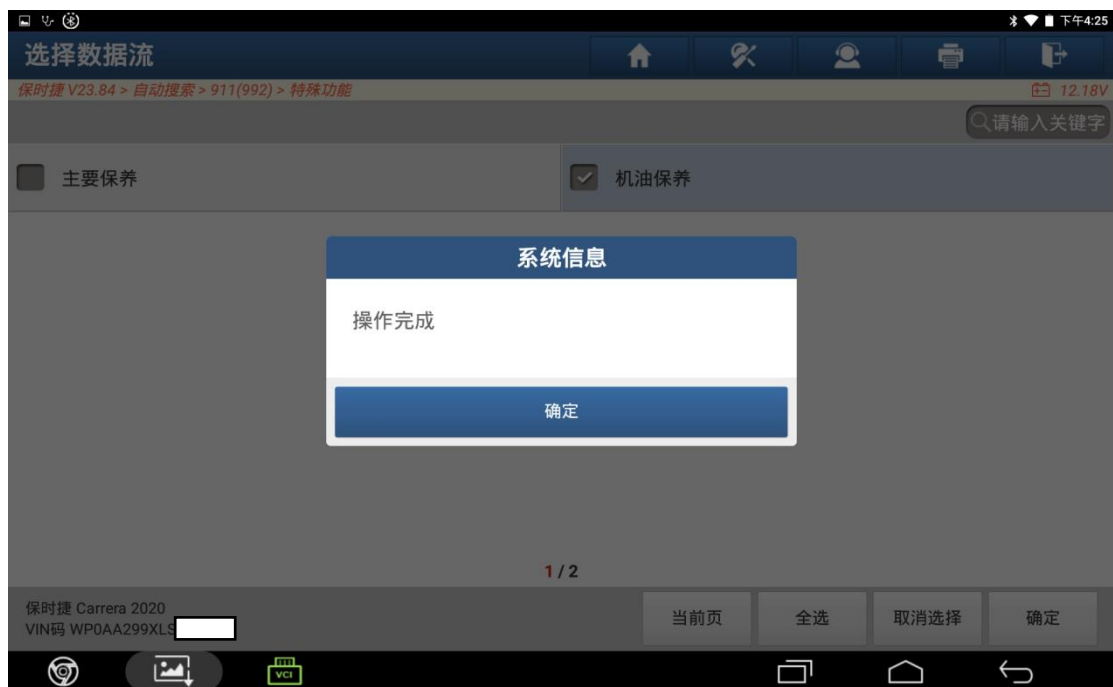 下午4:25
选择数据流
保时捷 V23.84 > 自动搜索 > 911(992) > 特殊功能
12.18V
请输入关键字
主要保养
机油保养
系统信息
操作完成
确定
1 / 2
保时捷 Carrera 2020
VIN码 WP0AA299XLS
当前页
全选
取消选择
确定
VCI